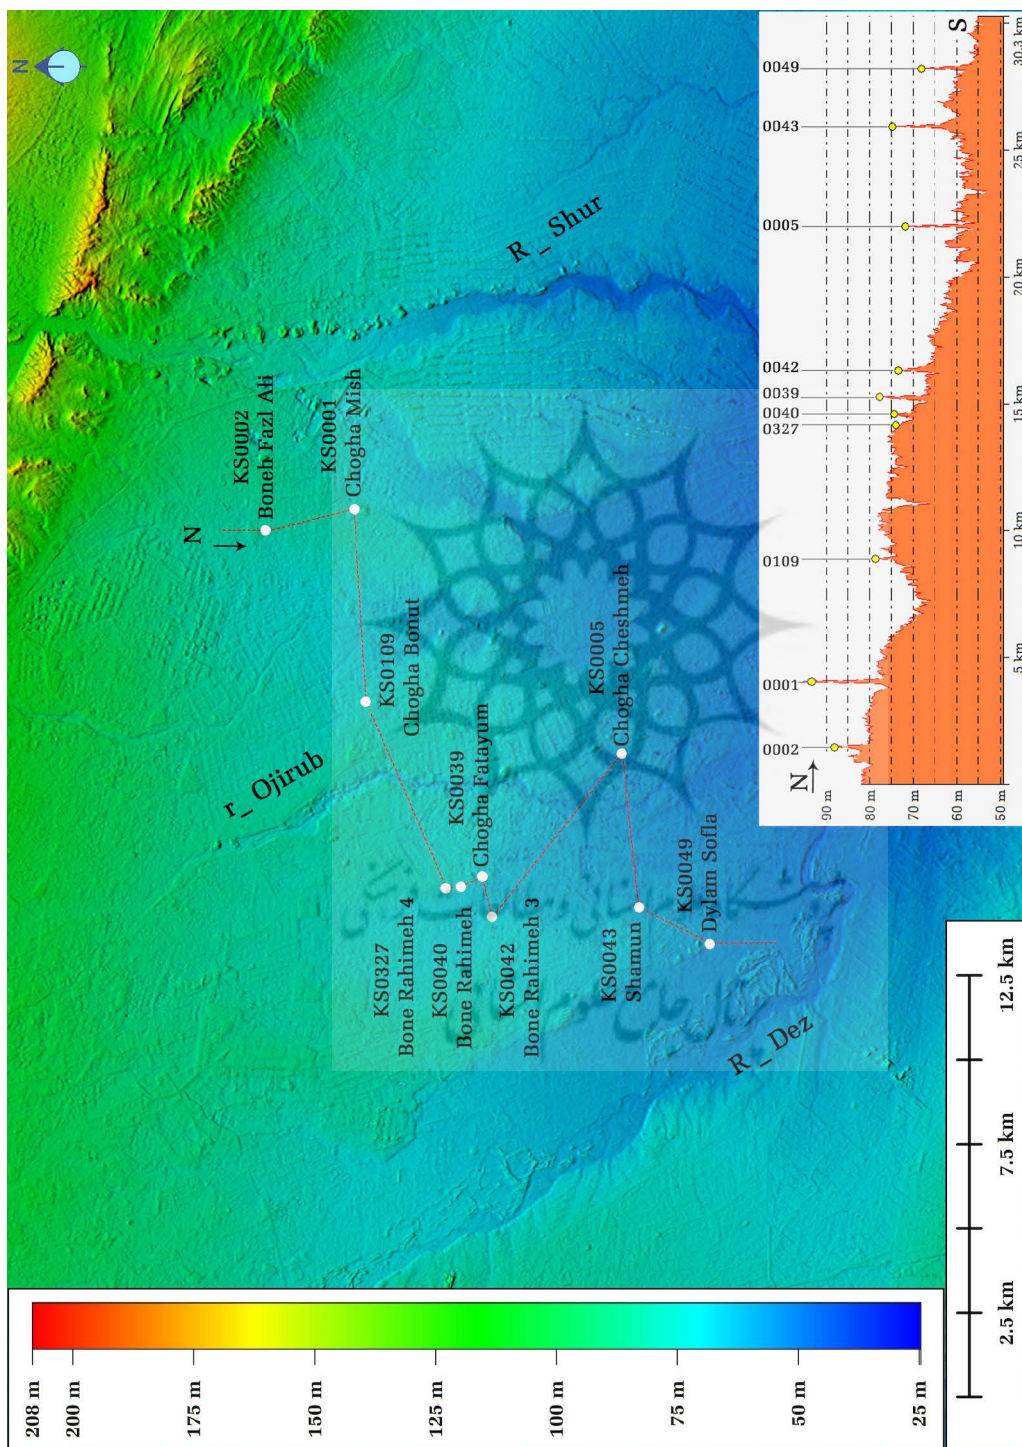 N
R _ Shur
KS0002
Boneh Fazl Ali
KS0001
Chogha Mish
N
KS0109
Chogha Bonut
r_ Ojirub
KS0039
Chogha Fatayum
KS0005
Chogha Cheshmeh
KS0327
Bone Rahimeh 4
KS0040
Bone Rahimeh
KS0042
Bone Rahimeh 3
KS0043
Shamun
KS0049
Dylam Sofla
R _ Dez
208 m
200 m
175 m
150 m
125 m
100 m
75 m
50 m
25 m
2.5 km
7.5 km
12.5 km
N
S
0002
0001
0109
0327
0040
0039
0042
0005
0043
0049
90 m
80 m
70 m
60 m
50 m
5 km
10 km
15 km
20 km
25 km
30.3 km